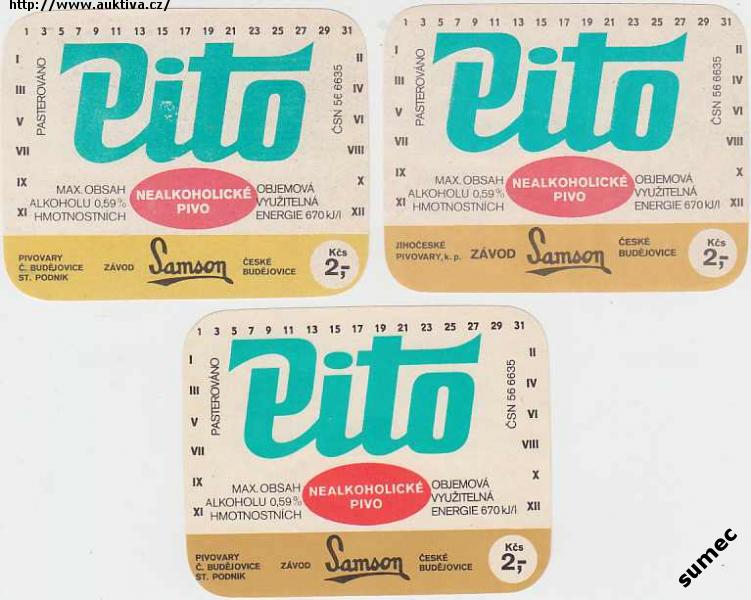 http://www.auktiva.cz/
1 3 5 7 9 11 13 15 17 19 21 23 25 27 29 31
I
III
V
VII
IX
XI
PASTEROVÁNO
Pito
ČSN 56 6635
II
IV
VI
VIII
X
XII
MAX. OBSAH
ALKOHOLU 0,59%
HMOTNOSTNÍCH
NEALKOHOLICKÉ
PIVO
OBJEMOVÁ
VYUŽITELNÁ
ENERGIE 670 kJ/l
PIVOVARY
Č. BUDĚJOVICE
ST. PODNIK
ZÁVOD
Samson
ČESKÉ
BUDĚJOVICE
Kčs
2,-
1 3 5 7 9 11 13 15 17 19 21 23 25 27 29 31
I
III
V
VII
IX
XI
PASTEROVÁNO
Pito
ČSN 56 6635
II
IV
VI
VIII
X
XII
MAX. OBSAH
ALKOHOLU 0,59%
HMOTNOSTNÍCH
NEALKOHOLICKÉ
PIVO
OBJEMOVÁ
VYUŽITELNÁ
ENERGIE 670 kJ/l
JIHOČESKÉ
PIVOVARY, k. p.
ZÁVOD
Samson
ČESKÉ
BUDĚJOVICE
Kčs
2,-
1 3 5 7 9 11 13 15 17 19 21 23 25 27 29 31
I
III
V
VII
IX
XI
PASTEROVÁNO
Pito
ČSN 56 6635
II
IV
VI
VIII
X
XII
MAX. OBSAH
ALKOHOLU 0,59%
HMOTNOSTNÍCH
NEALKOHOLICKÉ
PIVO
OBJEMOVÁ
VYUŽITELNÁ
ENERGIE 670 kJ/l
PIVOVARY
Č. BUDĚJOVICE
ST. PODNIK
ZÁVOD
Samson
ČESKÉ
BUDĚJOVICE
Kčs
2,-
sumec